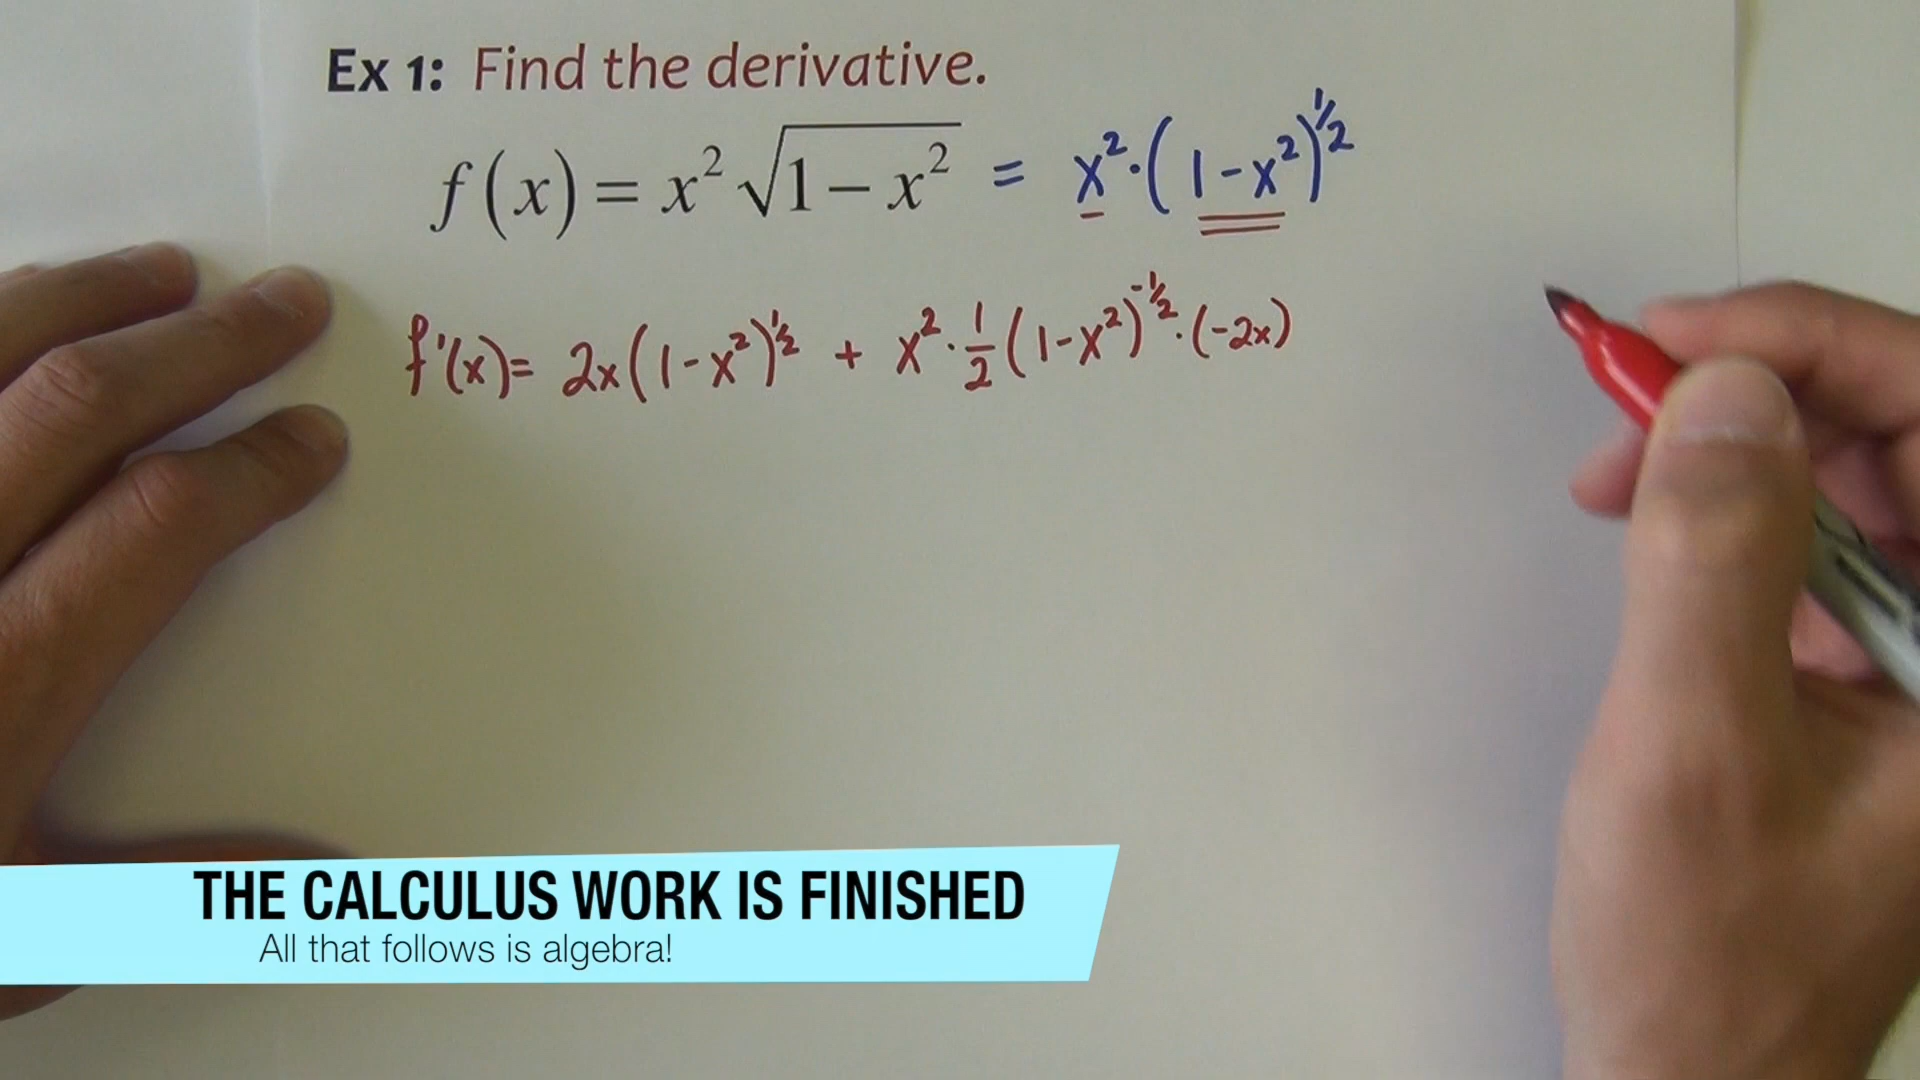 Ex 1: Find the derivative.
f(x) = x²√(1 − x²) = x²·(1-x²)^½
f'(x)= 2x(1-x²)^½ + x²·½(1-x²)^-½·(-2x)
THE CALCULUS WORK IS FINISHED
All that follows is algebra!